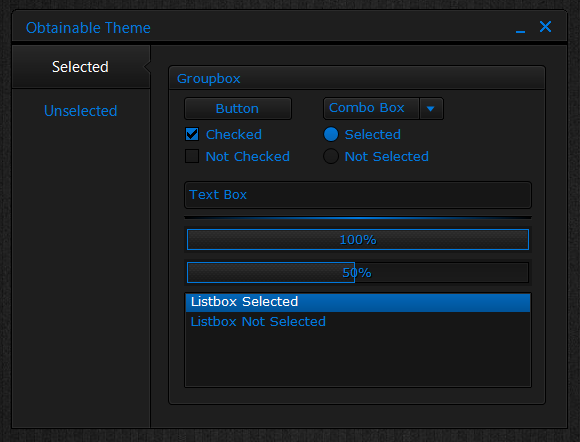 Obtainable Theme
Selected
Unselected
Groupbox
Button
Combo Box
Checked
Selected
Not Checked
Not Selected
Text Box
100%
50%
Listbox Selected
Listbox Not Selected